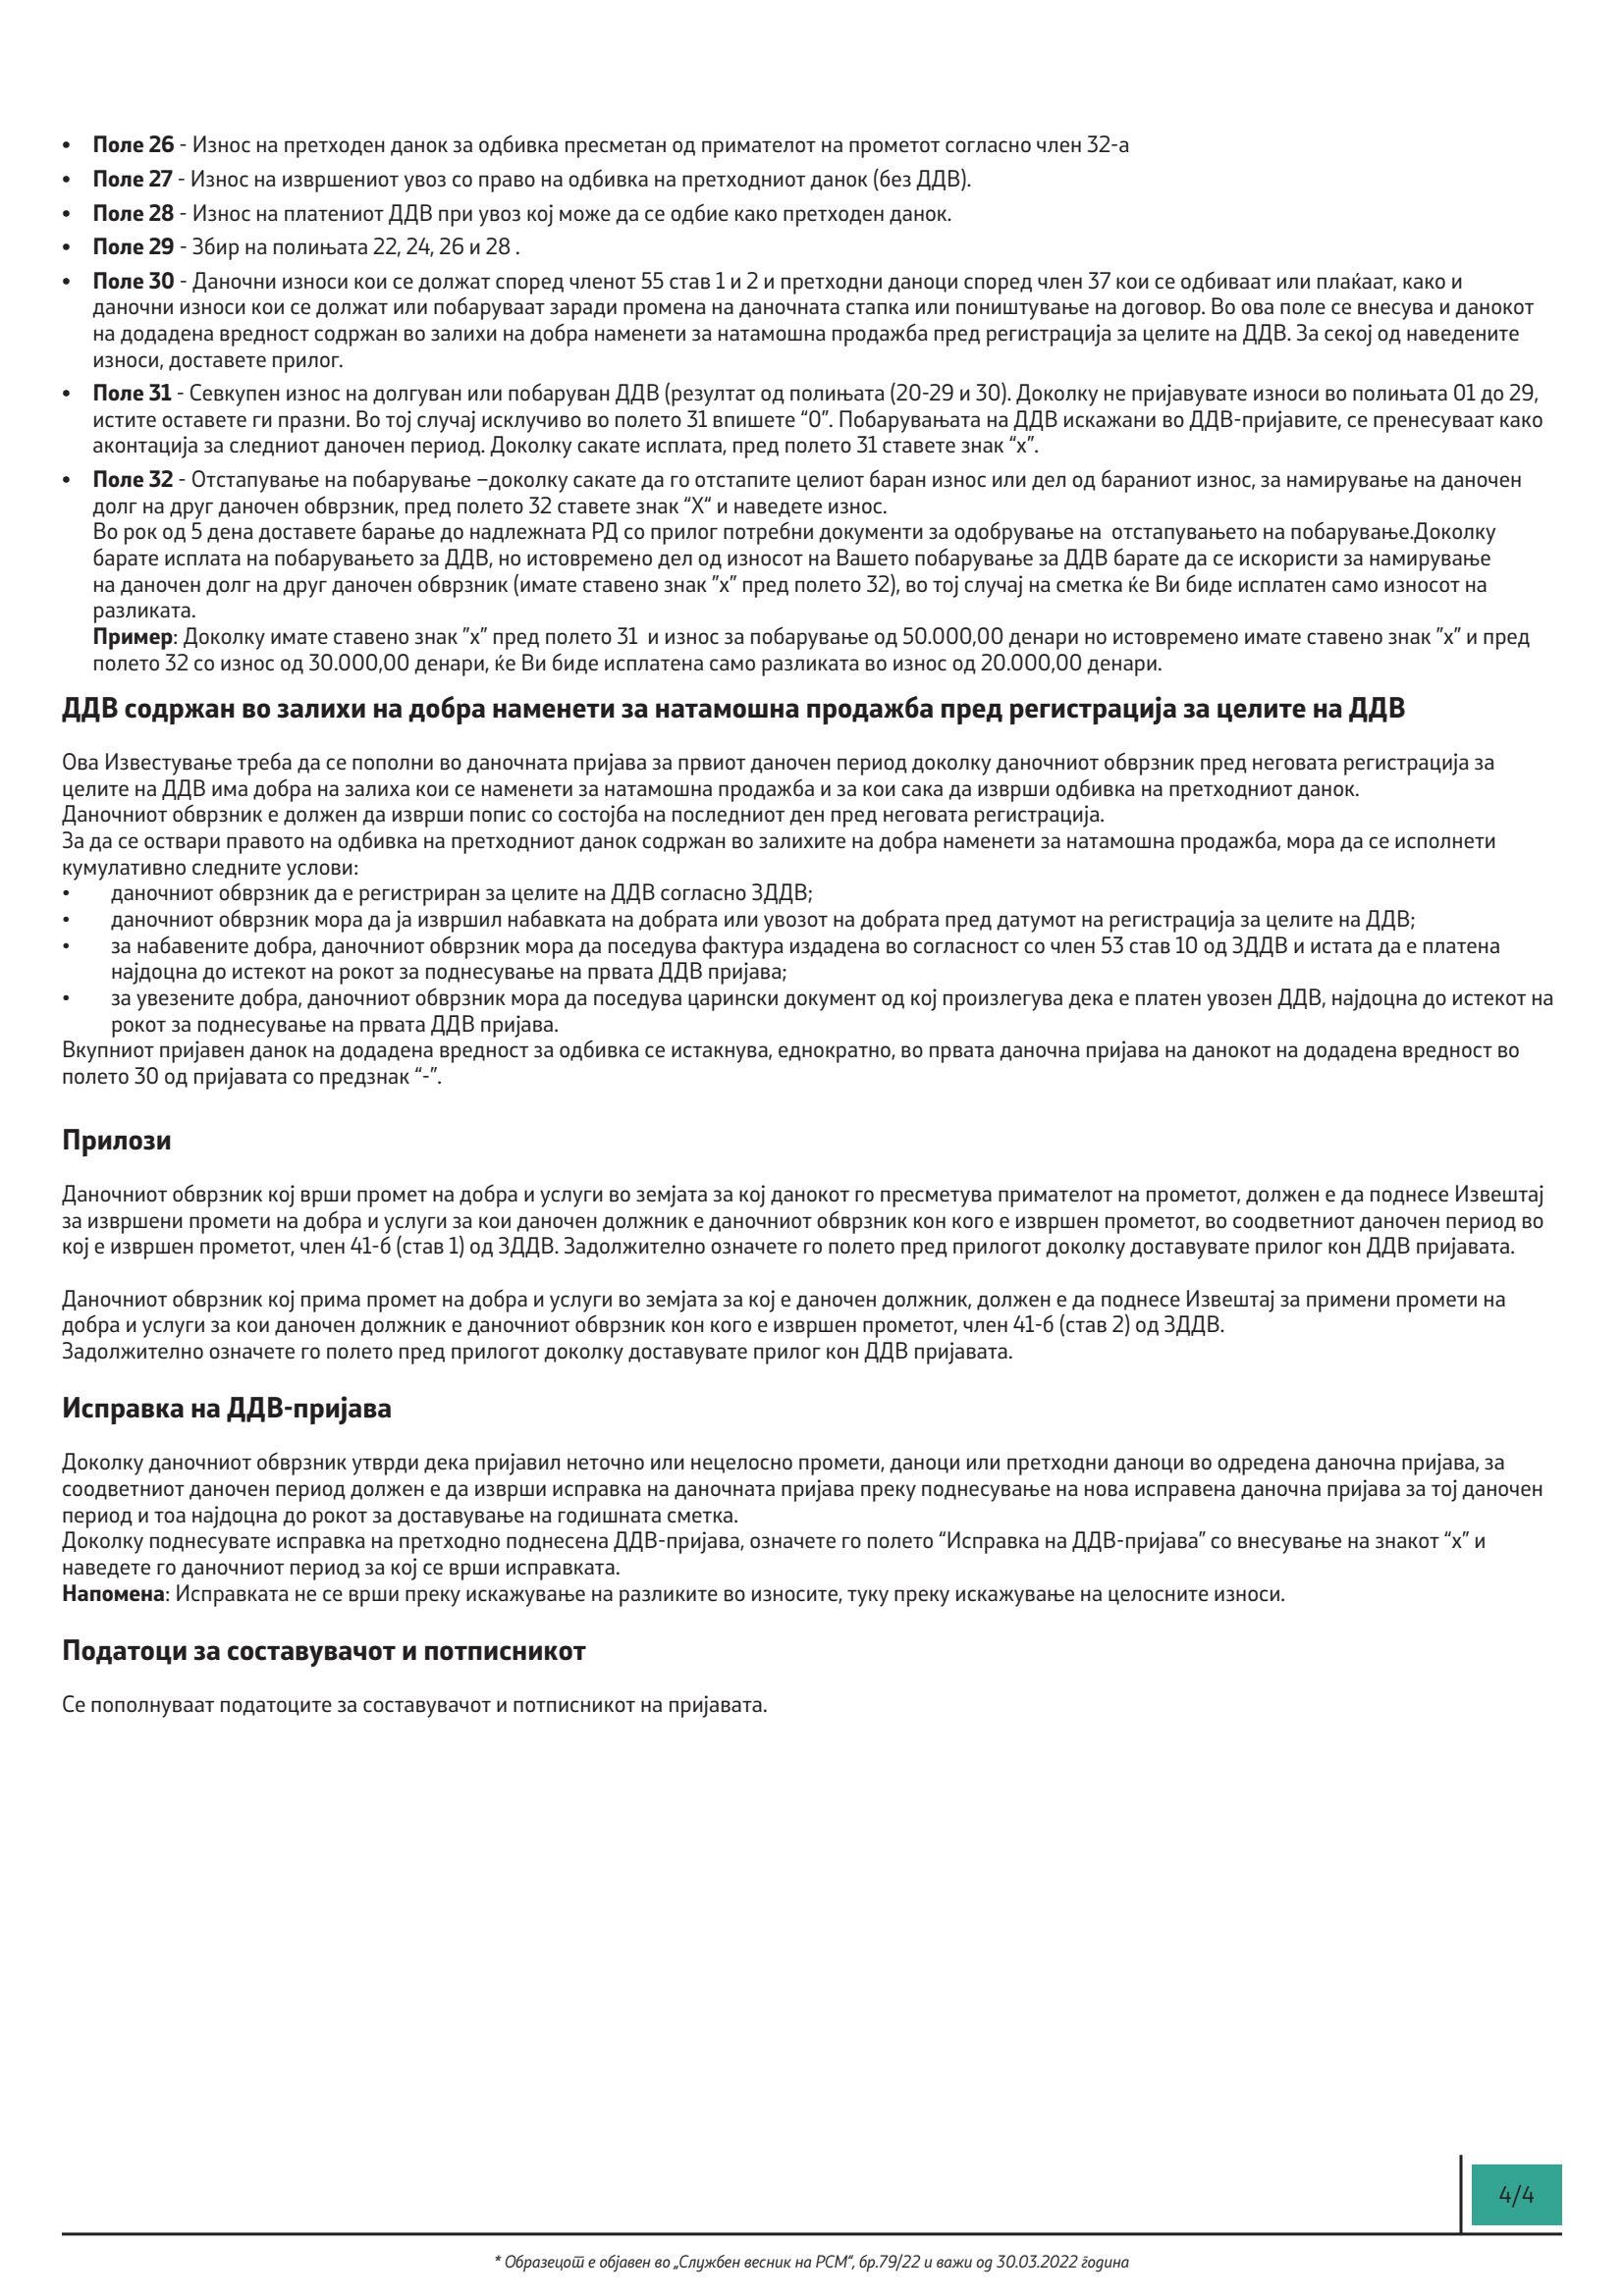 • Поле 26 - Износ на претходен данок за одбивка пресметан од примателот на прометот согласно член 32-а
• Поле 27 - Износ на извршениот увоз со право на одбивка на претходниот данок (без ДДВ).
• Поле 28 - Износ на платениот ДДВ при увоз кој може да се одбие како претходен данок.
• Поле 29 - Збир на полињата 22, 24, 26 и 28 .
• Поле 30 - Даночни износи кои се должат според членот 55 став 1 и 2 и претходни даноци според член 37 кои се одбиваат или плаќаат, како и
даночни износи кои се должат или побаруваат заради промена на даночната стапка или поништување на договор. Во ова поле се внесува и данокот
на додадена вредност содржан во залихи на добра наменети за натамошна продажба пред регистрација за целите на ДДВ. За секој од наведените
износи, доставете прилог.
• Поле 31 - Севкупен износ на долгуван или побаруван ДДВ (резултат од полињата (20-29 и 30). Доколку не пријавувате износи во полињата 01 до 29,
истите оставете ги празни. Во тој случај исклучиво во полето 31 впишете “0”. Побарувањата на ДДВ искажани во ДДВ-пријавите, се пренесуваат како
аконтација за следниот даночен период. Доколку сакате исплата, пред полето 31 ставете знак “x”.
• Поле 32 - Отстапување на побарување –доколку сакате да го отстапите целиот баран износ или дел од бараниот износ, за намирување на даночен
долг на друг даночен обврзник, пред полето 32 ставете знак “X“ и наведете износ.
Во рок од 5 дена доставете барање до надлежната РД со прилог потребни документи за одобрување на  отстапувањето на побарување.Доколку
барате исплата на побарувањето за ДДВ, но истовремено дел од износот на Вашето побарување за ДДВ барате да се искористи за намирување
на даночен долг на друг даночен обврзник (имате ставено знак ”x” пред полето 32), во тој случај на сметка ќе Ви биде исплатен само износот на
разликата.
Пример: Доколку имате ставено знак ”x” пред полето 31  и износ за побарување од 50.000,00 денари но истовремено имате ставено знак ”x” и пред
полето 32 со износ од 30.000,00 денари, ќе Ви биде исплатена само разликата во износ од 20.000,00 денари.
ДДВ содржан во залихи на добра наменети за натамошна продажба пред регистрација за целите на ДДВ
Ова Известување треба да се пополни во даночната пријава за првиот даночен период доколку даночниот обврзник пред неговата регистрација за
целите на ДДВ има добра на залиха кои се наменети за натамошна продажба и за кои сака да изврши одбивка на претходниот данок.
Даночниот обврзник е должен да изврши попис со состојба на последниот ден пред неговата регистрација.
За да се оствари правото на одбивка на претходниот данок содржан во залихите на добра наменети за натамошна продажба, мора да се исполнети
кумулативно следните услови:
• даночниот обврзник да е регистриран за целите на ДДВ согласно ЗДДВ;
• даночниот обврзник мора да ја извршил набавката на добрата или увозот на добрата пред датумот на регистрација за целите на ДДВ;
• за набавените добра, даночниот обврзник мора да поседува фактура издадена во согласност со член 53 став 10 од ЗДДВ и истата да е платена
најдоцна до истекот на рокот за поднесување на првата ДДВ пријава;
• за увезените добра, даночниот обврзник мора да поседува царински документ од кој произлегува дека е платен увозен ДДВ, најдоцна до истекот на
рокот за поднесување на првата ДДВ пријава.
Вкупниот пријавен данок на додадена вредност за одбивка се истакнува, еднократно, во првата даночна пријава на данокот на додадена вредност во
полето 30 од пријавата со предзнак “-”.
Прилози
Даночниот обврзник кој врши промет на добра и услуги во земјата за кој данокот го пресметува примателот на прометот, должен е да поднесе Извештај
за извршени промети на добра и услуги за кои даночен должник е даночниот обврзник кон кого е извршен прометот, во соодветниот даночен период во
кој е извршен прометот, член 41-б (став 1) од ЗДДВ. Задолжително означете го полето пред прилогот доколку доставувате прилог кон ДДВ пријавата.
Даночниот обврзник кој прима промет на добра и услуги во земјата за кој е даночен должник, должен е да поднесе Извештај за примени промети на
добра и услуги за кои даночен должник е даночниот обврзник кон кого е извршен прометот, член 41-б (став 2) од ЗДДВ.
Задолжително означете го полето пред прилогот доколку доставувате прилог кон ДДВ пријавата.
Исправка на ДДВ-пријава
Доколку даночниот обврзник утврди дека пријавил неточно или нецелосно промети, даноци или претходни даноци во одредена даночна пријава, за
соодветниот даночен период должен е да изврши исправка на даночната пријава преку поднесување на нова исправена даночна пријава за тој даночен
период и тоа најдоцна до рокот за доставување на годишната сметка.
Доколку поднесувате исправка на претходно поднесена ДДВ-пријава, означете го полето “Исправка на ДДВ-пријава” со внесување на знакот “x” и
наведете го даночниот период за кој се врши исправката.
Напомена: Исправката не се врши преку искажување на разликите во износите, туку преку искажување на целосните износи.
Податоци за составувачот и потписникот
Се пополнуваат податоците за составувачот и потписникот на пријавата.
4/4
* Образецот е објавен во „Службен весник на РСМ“, бр.79/22 и важи од 30.03.2022 година